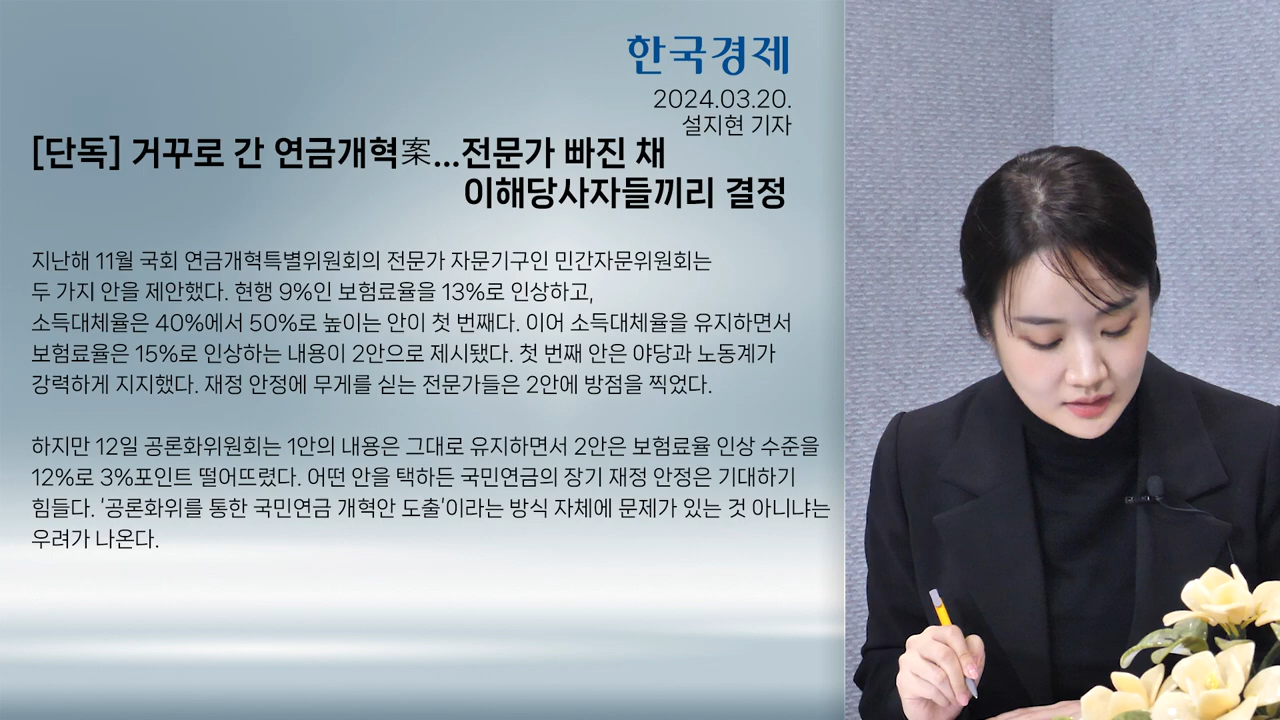 한국경제
2024.03.20.
설지현 기자
[단독] 거꾸로 간 연금개혁案…전문가 빠진 채
이해당사자들끼리 결정
지난해 11월 국회 연금개혁특별위원회의 전문가 자문기구인 민간자문위원회는
두 가지 안을 제안했다. 현행 9%인 보험료율을 13%로 인상하고,
소득대체율은 40%에서 50%로 높이는 안이 첫 번째다. 이어 소득대체율을 유지하면서
보험료율은 15%로 인상하는 내용이 2안으로 제시됐다. 첫 번째 안은 야당과 노동계가
강력하게 지지했다. 재정 안정에 무게를 싣는 전문가들은 2안에 방점을 찍었다.
하지만 12일 공론화위원회는 1안의 내용은 그대로 유지하면서 2안은 보험료율 인상 수준을
12%로 3%포인트 떨어뜨렸다. 어떤 안을 택하든 국민연금의 장기 재정 안정은 기대하기
힘들다. '공론화위를 통한 국민연금 개혁안 도출'이라는 방식 자체에 문제가 있는 것 아니냐는
우려가 나온다.